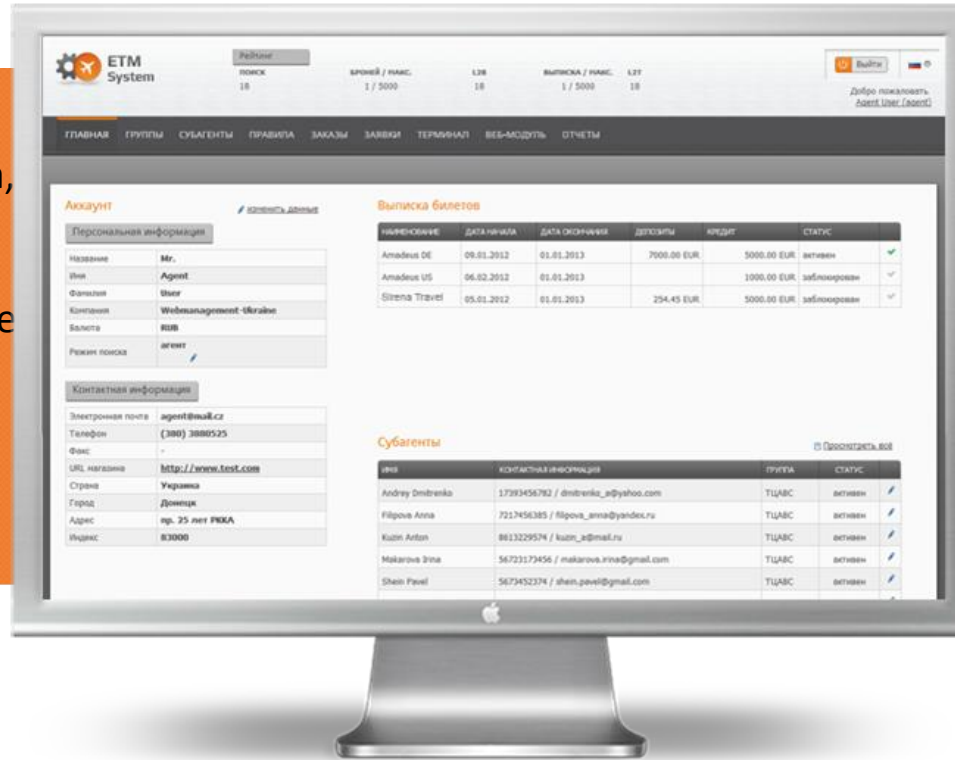 ETM
System
Рейтинг
ПОИСК БРОНЕЙ / МАКС. L2B ВЫПИСКА / МАКС. L2T
18 1 / 5000 18 1 / 5000 18
Выйти
Добро пожаловать
Agent User (agent)
ГЛАВНАЯ ГРУППЫ СУБАГЕНТЫ ПРАВИЛА ЗАКАЗЫ ЗАЯВКИ ТЕРМИНАЛ ВЕБ-МОДУЛЬ ОТЧЕТЫ
Аккаунт изменить данные
Персональная информация
Название Mr.
Имя Agent
Фамилия User
Компания Webmanagement-Ukraine
Валюта RUB
Режим поиска агент
Контактная информация
Электронная почта agent@mail.cz
Телефон (380) 3880525
Факс -
URL магазина http://www.test.com
Страна Украина
Город Донецк
Адрес пр. 25 лет РККА
Индекс 83000
Выписка билетов
НАИМЕНОВАНИЕ ДАТА НАЧАЛА ДАТА ОКОНЧАНИЯ ДЕПОЗИТЫ КРЕДИТ СТАТУС
Amadeus DE 09.01.2012 01.01.2013 7000.00 EUR 5000.00 EUR активен
Amadeus US 06.02.2012 01.01.2013 1000.00 EUR заблокирован
Sirena Travel 05.01.2012 01.01.2013 254.45 EUR 5000.00 EUR заблокирован
Субагенты Просмотреть всё
ИМЯ КОНТАКТНАЯ ИНФОРМАЦИЯ ГРУППА СТАТУС
Andrey Dmitrenko 17393456782 / dmitrenko_a@yahoo.com ТЦАВС активен
Filipova Anna 7217456385 / filipova_anna@yandex.ru ТЦАВС активен
Kuzin Anton 8613229574 / kuzin_a@mail.ru ТЦАВС активен
Makarova Irina 56723173456 / makarova.irina@gmail.com ТЦАВС активен
Shein Pavel 5673452374 / shein.pavel@gmail.com ТЦАВС активен